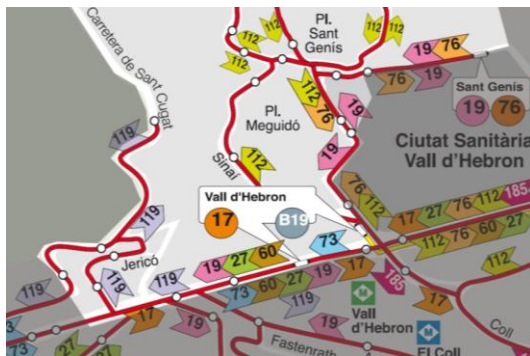 Pl.
Sant
Genís
112
112
112
112
19
76
76
19
Sant Genís
19
76
Carretera de Sant Cugat
119
Pl.
Meguidó
112
76
19
19
Sinaí
112
Ciutat Sanitària
Vall d'Hebron
Vall d'Hebron
17
B19
76
112
17
27
76
112
185
112
76
60
27
119
119
Jericó
119
19
27
60
73
73
60
27
19
17
119
185
112
17
119
73
27
17
19
19
Vall
d'Hebron
El Coll
Coll
Fastenrath